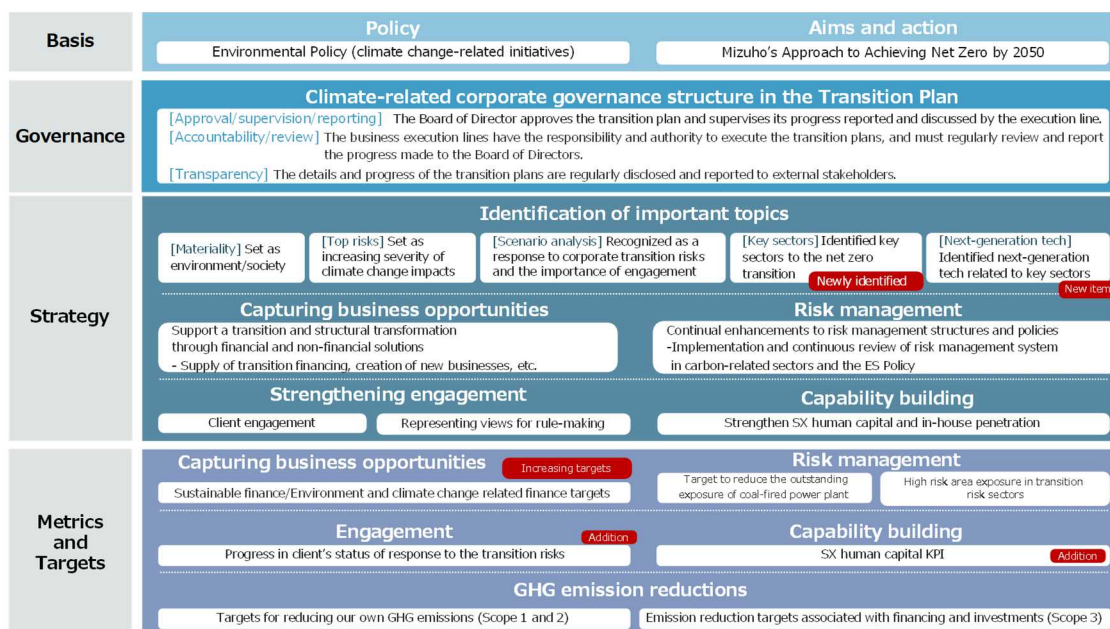 Basis
Policy
Environmental Policy (climate change-related initiatives)
Aims and action
Mizuho's Approach to Achieving Net Zero by 2050
Governance
Climate-related corporate governance structure in the Transition Plan
[Approval/supervision/reporting] The Board of Director approves the transition plan and supervises its progress reported and discussed by the execution line.
[Accountability/review] The business execution lines have the responsibility and authority to execute the transition plans, and must regularly review and report
the progress made to the Board of Directors.
[Transparency] The details and progress of the transition plans are regularly disclosed and reported to external stakeholders.
Strategy
Identification of important topics
[Materiality] Set as
environment/society
[Top risks] Set as
increasing severity of
climate change impacts
[Scenario analysis] Recognized as a
response to corporate transition risks
and the importance of engagement
[Key sectors] Identified key
sectors to the net zero
transition
Newly identified
[Next-generation tech]
Identified next-generation
tech related to key sectors
New item
Capturing business opportunities
Support a transition and structural transformation
through financial and non-financial solutions
- Supply of transition financing, creation of new businesses, etc.
Risk management
Continual enhancements to risk management structures and policies
-Implementation and continuous review of risk management system
in carbon-related sectors and the ES Policy
Strengthening engagement
Client engagement
Representing views for rule-making
Capability building
Strengthen SX human capital and in-house penetration
Metrics
and
Targets
Capturing business opportunities
Increasing targets
Sustainable finance/Environment and climate change related finance targets
Risk management
Target to reduce the outstanding
exposure of coal-fired power plant
High risk area exposure in transition
risk sectors
Engagement
Addition
Progress in client's status of response to the transition risks
Capability building
SX human capital KPI
Addition
GHG emission reductions
Targets for reducing our own GHG emissions (Scope 1 and 2)
Emission reduction targets associated with financing and investments (Scope 3)